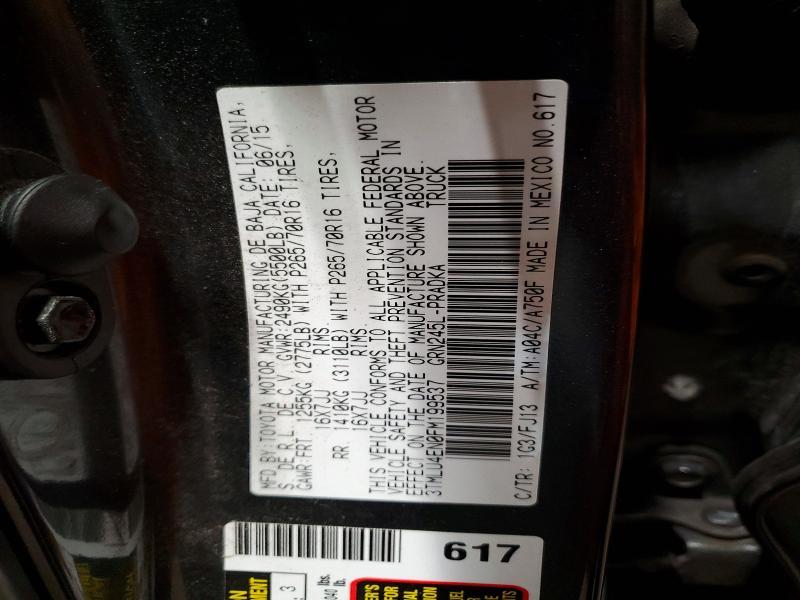 MFD.BY:TOYOTA MOTOR MANUFACTURING DE BAJA CALIFORNIA,
S. DE R.L. DE C.V. GVWR:2490KG(5500LB) DATE: 06/15
GAWR:FRT. 1255KG (2775LB) WITH P265/70R16 TIRES,
16X7JJ RIMS.
RR. 1410KG (3110LB) WITH P265/70R16 TIRES,
16X7JJ RIMS.
THIS VEHICLE CONFORMS TO ALL APPLICABLE FEDERAL MOTOR
VEHICLE SAFETY AND THEFT PREVENTION STANDARDS IN
EFFECT ON THE DATE OF MANUFACTURE SHOWN ABOVE.
3TMLU4EN0FM199537 GRN245L-PRADKA TRUCK
C/TR: 1G3/FJ13 A/TM:A04C/A750F MADE IN MEXICO NO.617
617
3
lbs.
lb.